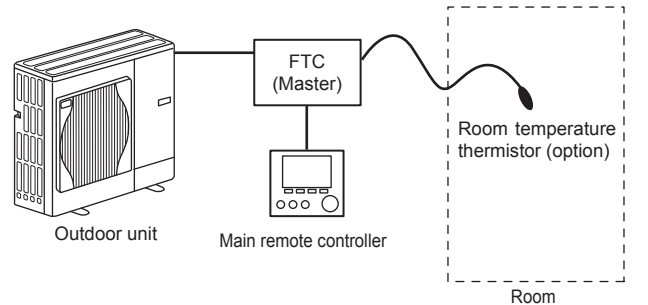 FTC
(Master)
Room temperature
thermistor (option)
Outdoor unit
Main remote controller
Room